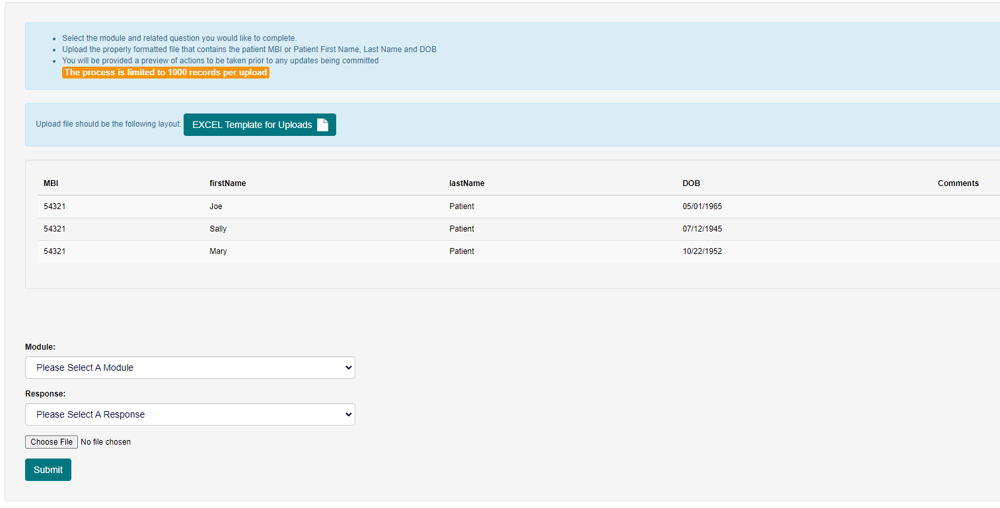 Select the module and related question you would like to complete.
Upload the properly formatted file that contains the patient MBI or Patient First Name, Last Name and DOB
You will be provided a preview of actions to be taken prior to any updates being committed
The process is limited to 1000 records per upload
Upload file should be the following layout: EXCEL Template for Uploads
MBI firstName lastName DOB Comments
54321 Joe Patient 05/01/1965
54321 Sally Patient 07/12/1945
54321 Mary Patient 10/22/1952
Module:
Please Select A Module
Response:
Please Select A Response
Choose File No file chosen
Submit